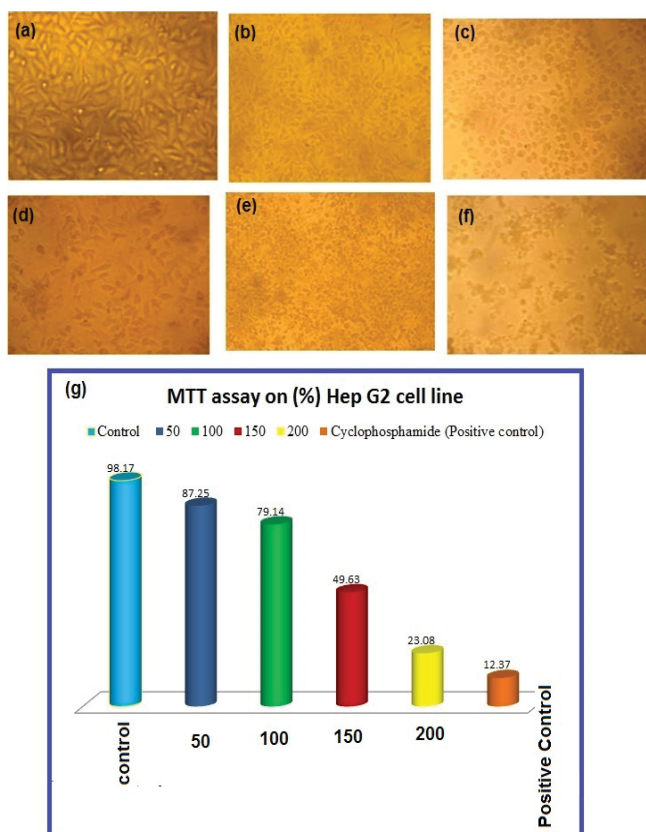 (a)
(b)
(c)
(d)
(e)
(f)
(g)
MTT assay on (%) Hep G2 cell line
Control 50 100 150 200 Cyclophosphamide (Positive control)
98.17
87.25
79.14
49.63
23.08
12.37
control
50
100
150
200
Positive Control